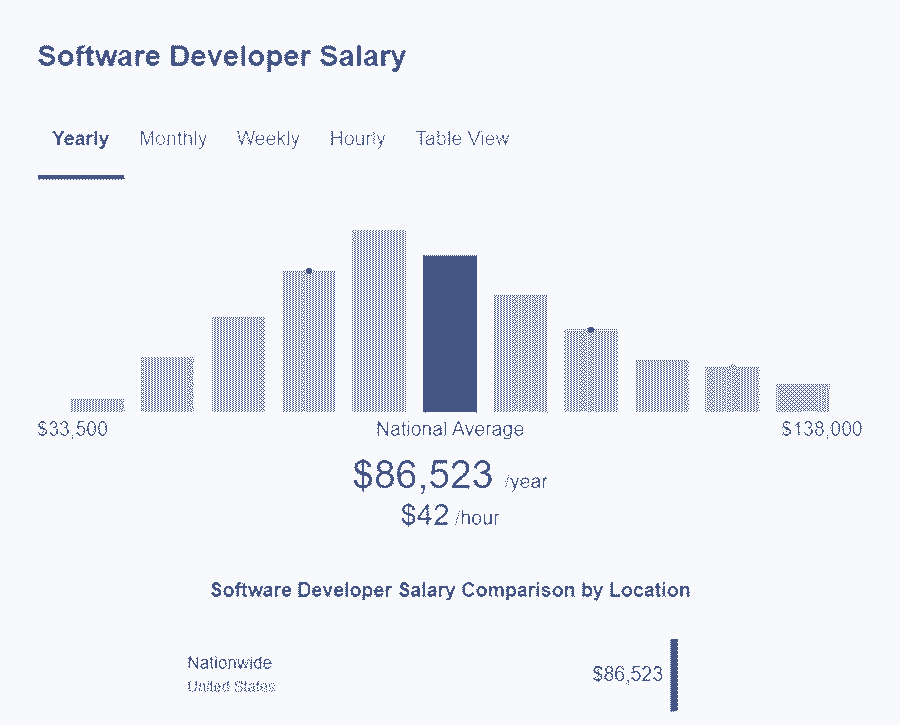 Software Developer Salary
Yearly Monthly Weekly Hourly Table View
$33,500 National Average $138,000
$86,523 /year
$42 /hour
Software Developer Salary Comparison by Location
Nationwide $86,523
United States